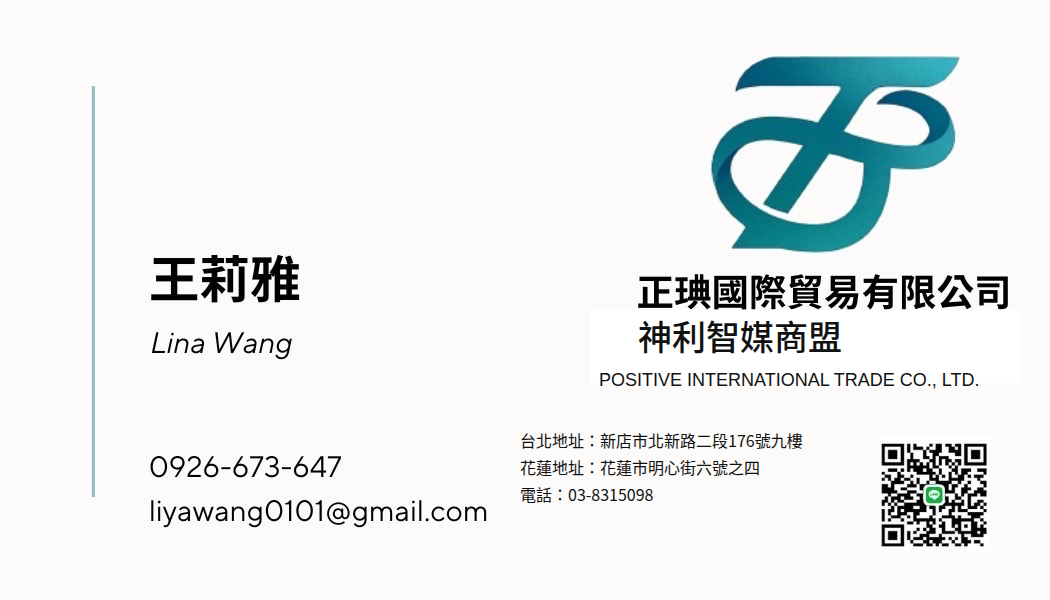 王莉雅
Lina Wang
0926-673-647
liyawang0101@gmail.com
正琠國際貿易有限公司
神利智媒商盟
POSITIVE INTERNATIONAL TRADE CO., LTD.
台北地址：新店市北新路二段176號九樓
花蓮地址：花蓮市明心街六號之四
電話：03-8315098